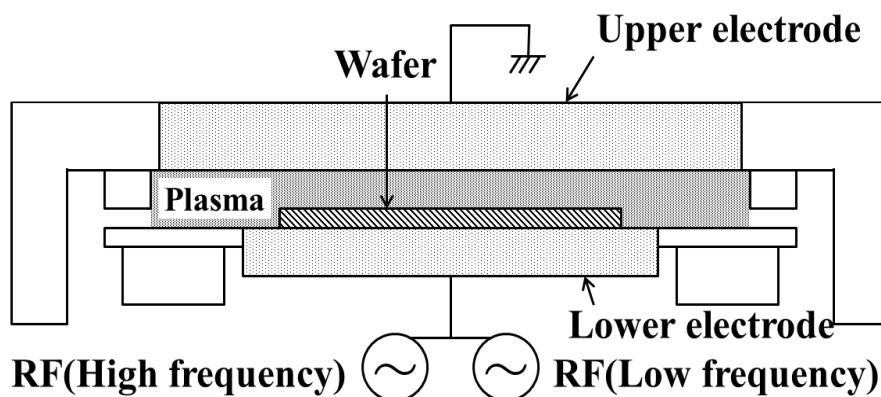 Upper electrode
Wafer
Plasma
Lower electrode
RF(High frequency)
RF(Low frequency)